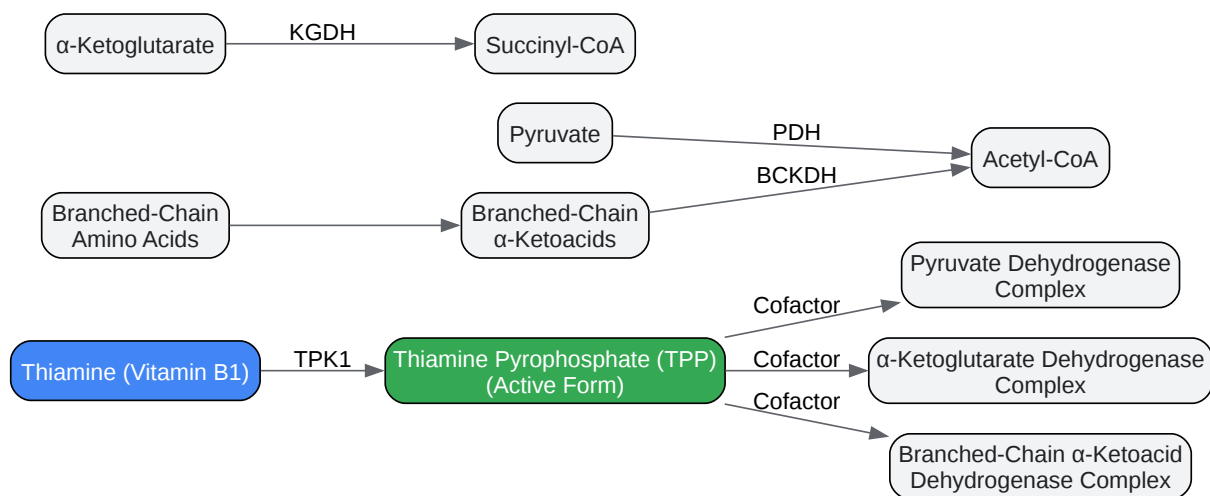 α-Ketoglutarate
KGDH
Succinyl-CoA
Pyruvate
PDH
Acetyl-CoA
BCKDH
Branched-Chain
Amino Acids
Branched-Chain
α-Ketoacids
Pyruvate Dehydrogenase
Complex
Cofactor
Thiamine (Vitamin B1)
TPK1
Thiamine Pyrophosphate (TPP)
(Active Form)
Cofactor
α-Ketoglutarate Dehydrogenase
Complex
Cofactor
Branched-Chain α-Ketoacid
Dehydrogenase Complex